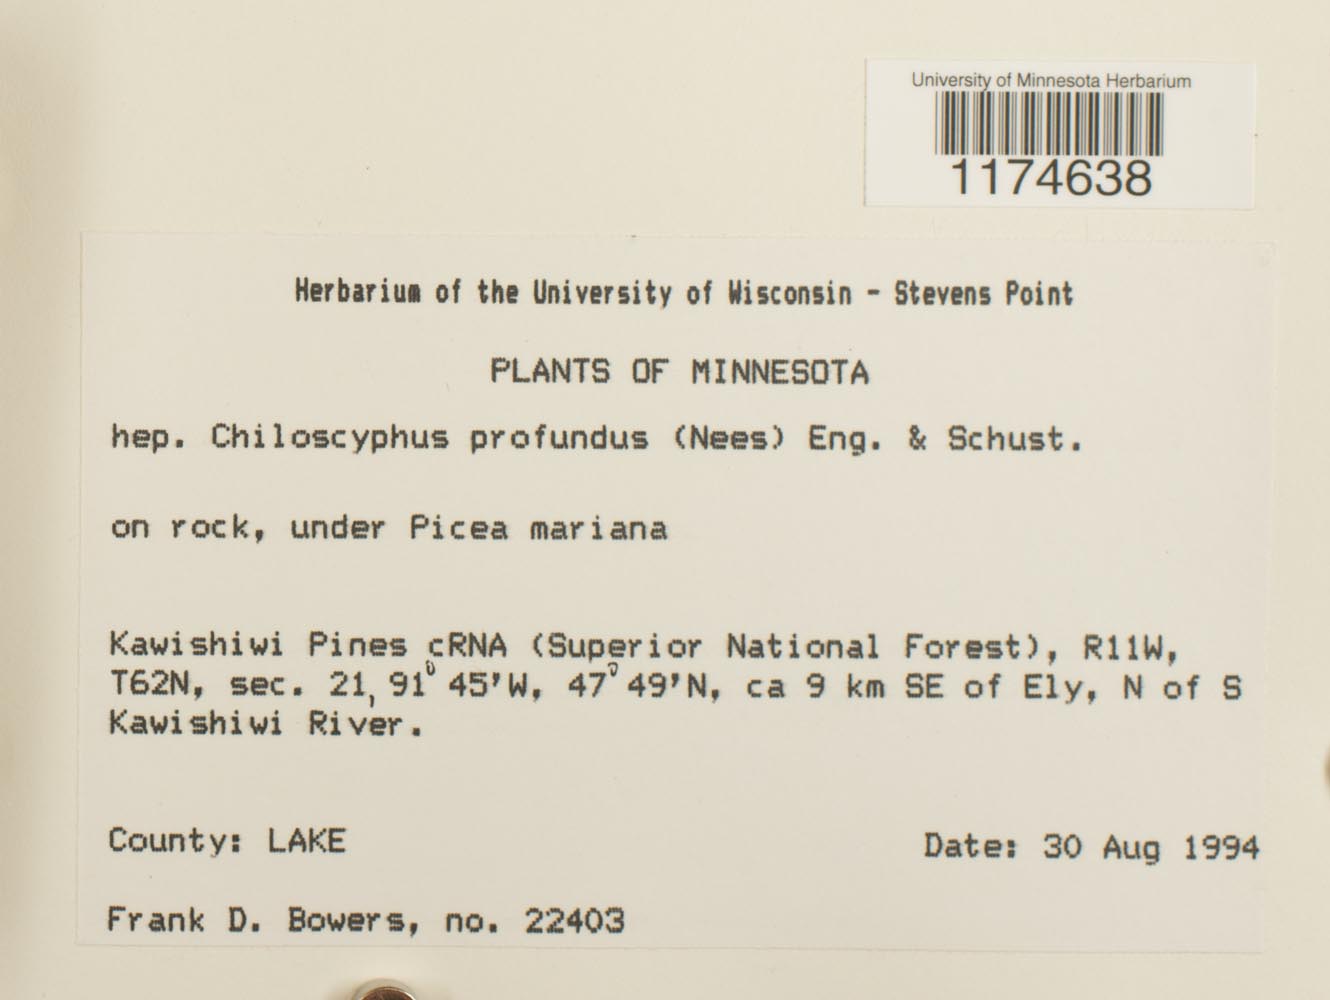 University of Minnesota Herbarium
1174638
Herbarium of the University of Wisconsin - Stevens Point
PLANTS OF MINNESOTA
hep. Chiloscyphus profundus (Nees) Eng. & Schust.
on rock, under Picea mariana
Kawishiwi Pines cRNA (Superior National Forest), R11W,
T62N, sec. 21, 91° 45'W, 47° 49'N, ca 9 km SE of Ely, N of S
Kawishiwi River.
County: LAKE
Date: 30 Aug 1994
Frank D. Bowers, no. 22403